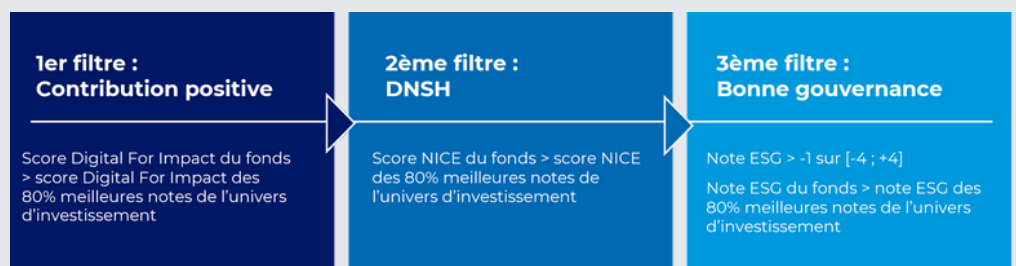 1er filtre :
Contribution positive
Score Digital For Impact du fonds
> score Digital For Impact des
80% meilleures notes de l'univers
d'investissement
2ème filtre :
DNSH
Score NICE du fonds > score NICE
des 80% meilleures notes de
l'univers d'investissement
3ème filtre :
Bonne gouvernance
Note ESG > -1 sur [-4 ; +4]
Note ESG du fonds > note ESG des
80% meilleures notes de l'univers
d'investissement